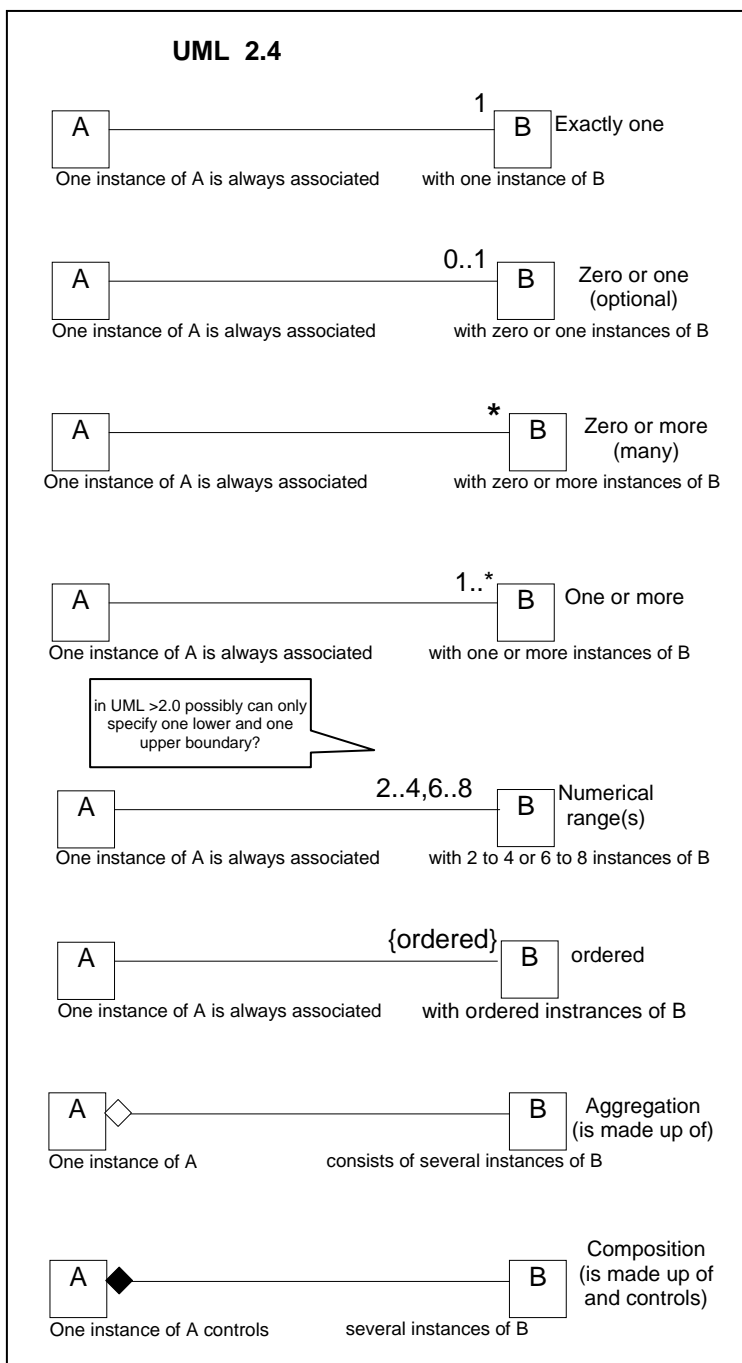 UML 2.4
1
A
B
Exactly one
One instance of A is always associated
with one instance of B
0..1
A
B
Zero or one
(optional)
One instance of A is always associated
with zero or one instances of B
*
A
B
Zero or more
(many)
One instance of A is always associated
with zero or more instances of B
1..*
A
B
One or more
One instance of A is always associated
with one or more instances of B
in UML >2.0 possibly can only
specify one lower and one
upper boundary?
2..4,6..8
A
B
Numerical
range(s)
One instance of A is always associated
with 2 to 4 or 6 to 8 instances of B
{ordered}
A
B
ordered
One instance of A is always associated
with ordered instrances of B
A
B
Aggregation
(is made up of)
One instance of A
consists of several instances of B
A
B
Composition
(is made up of
and controls)
One instance of A controls
several instances of B